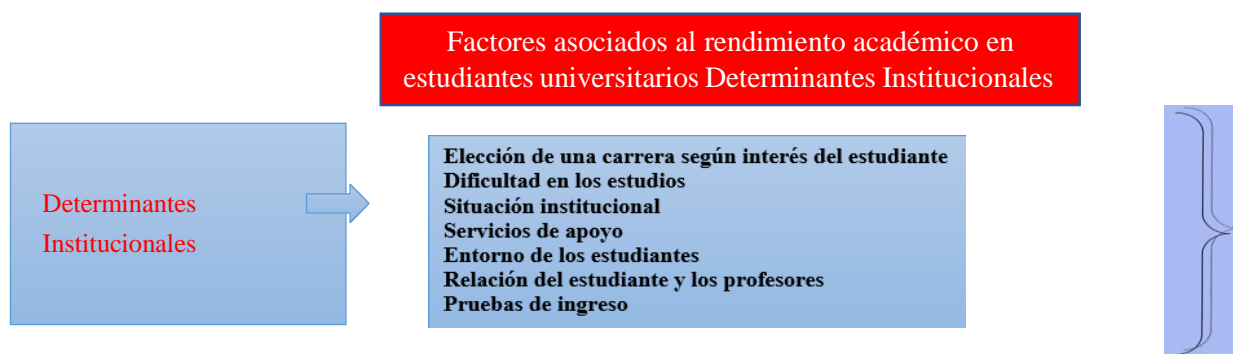 Factores asociados al rendimiento académico en
estudiantes universitarios Determinantes Institucionales
Determinantes
Institucionales
Elección de una carrera según interés del estudiante
Dificultad en los estudios
Situación institucional
Servicios de apoyo
Entorno de los estudiantes
Relación del estudiante y los profesores
Pruebas de ingreso